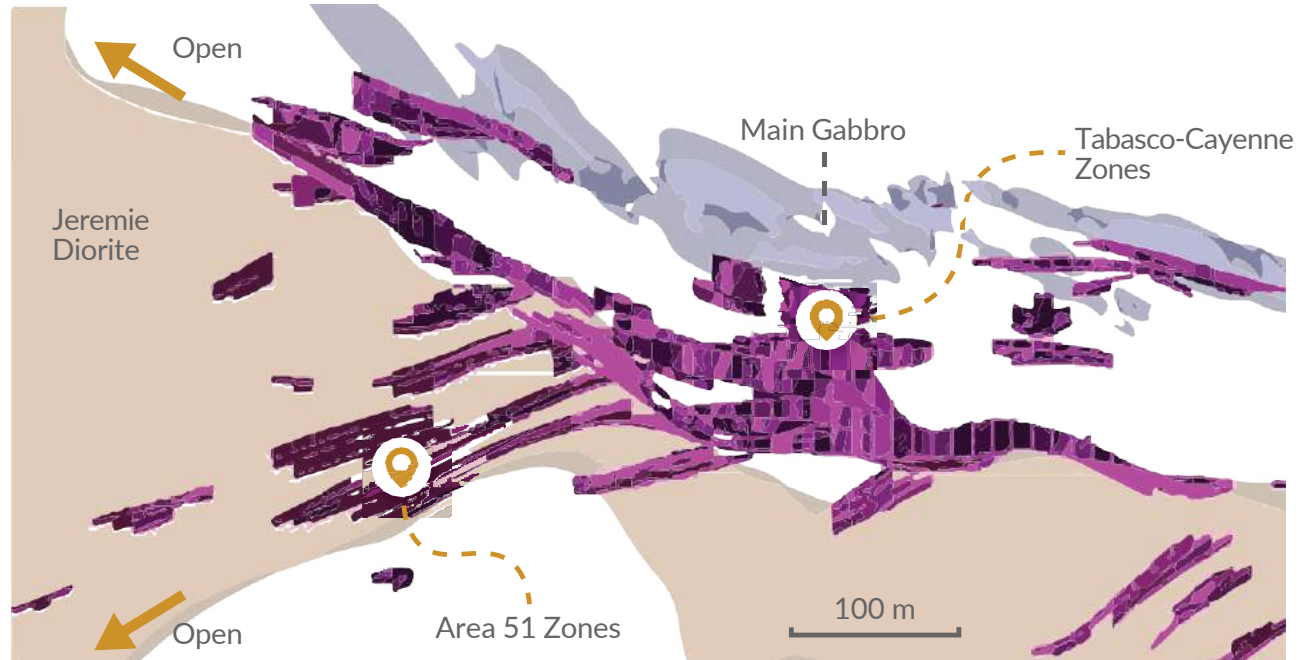 Open
Main Gabbro
Tabasco-Cayenne
Zones
Jeremie
Diorite
100 m
Area 51 Zones
Open